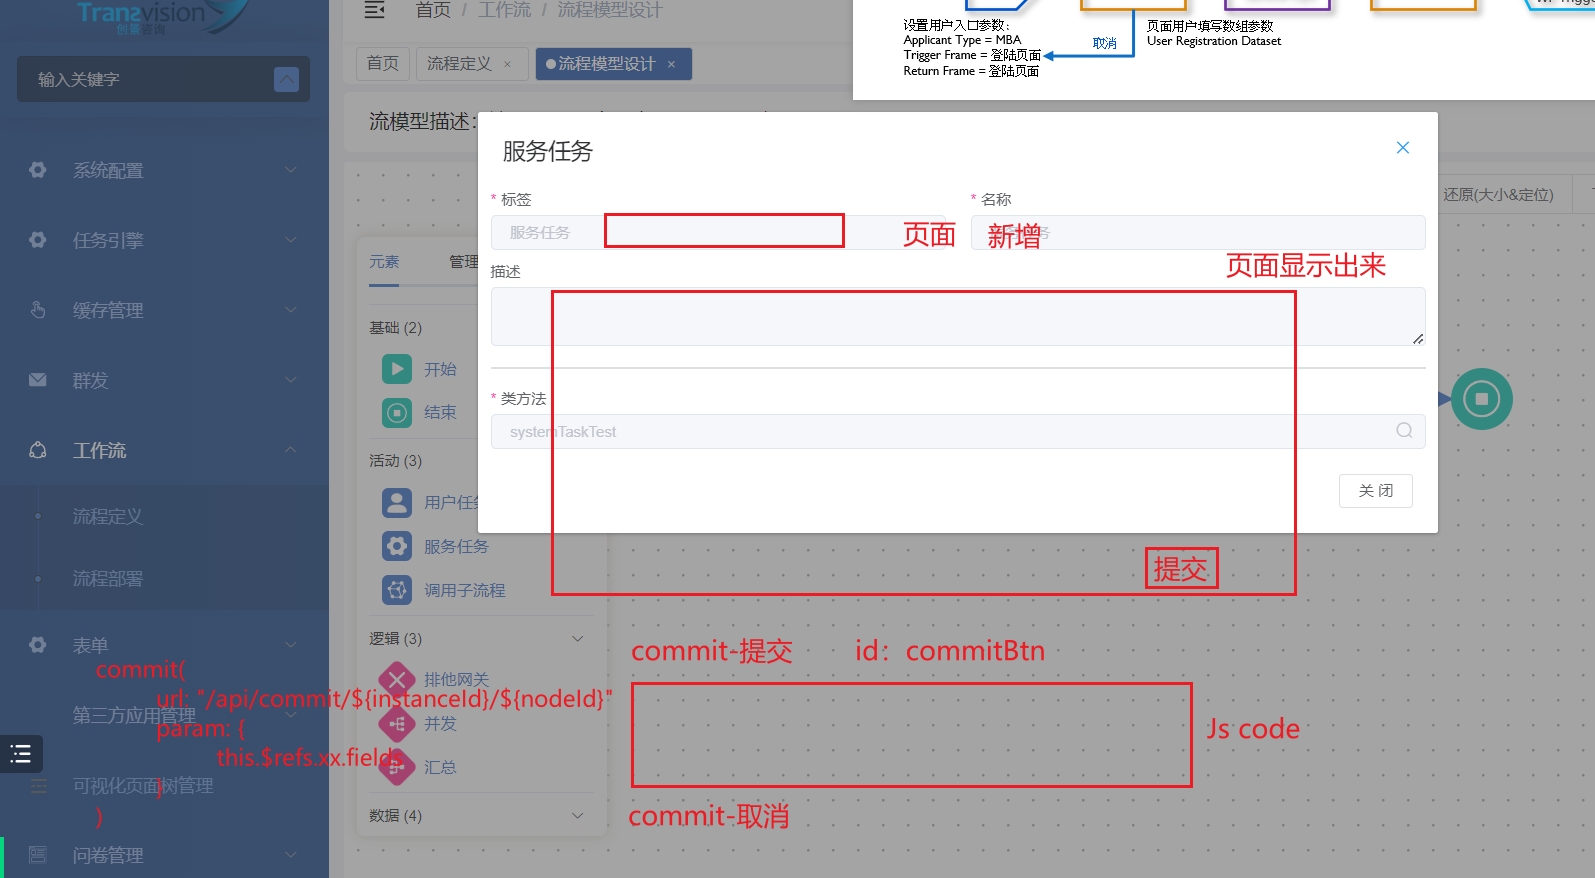 Tranzvision
创景咨询
首页 / 工作流 / 流程模型设计
设置用户入口参数：
Applicant Type = MBA
Trigger Frame = 登陆页面
Return Frame = 登陆页面
取消
页面用户填写数组参数
User Registration Dataset
输入关键字
首页
流程定义 ×
流程模型设计 ×
流模型描述:
服务任务
* 标签
* 名称
服务任务
页面
新增
页面显示出来
描述
* 类方法
systemTaskTest
关 闭
还原(大小&定位)
系统配置
任务引擎
缓存管理
群发
工作流
流程定义
流程部署
表单
第三方应用管理
可视化页面树管理
问卷管理
元素
管理
基础 (2)
开始
结束
活动 (3)
用户任务
服务任务
调用子流程
逻辑 (3)
排他网关
并发
汇总
数据 (4)
提交
commit-提交
id：commitBtn
Js code
commit-取消
commit(
url: "/api/commit/${instanceId}/${nodeId}"
param: {
this.$refs.xx.fields
}
)